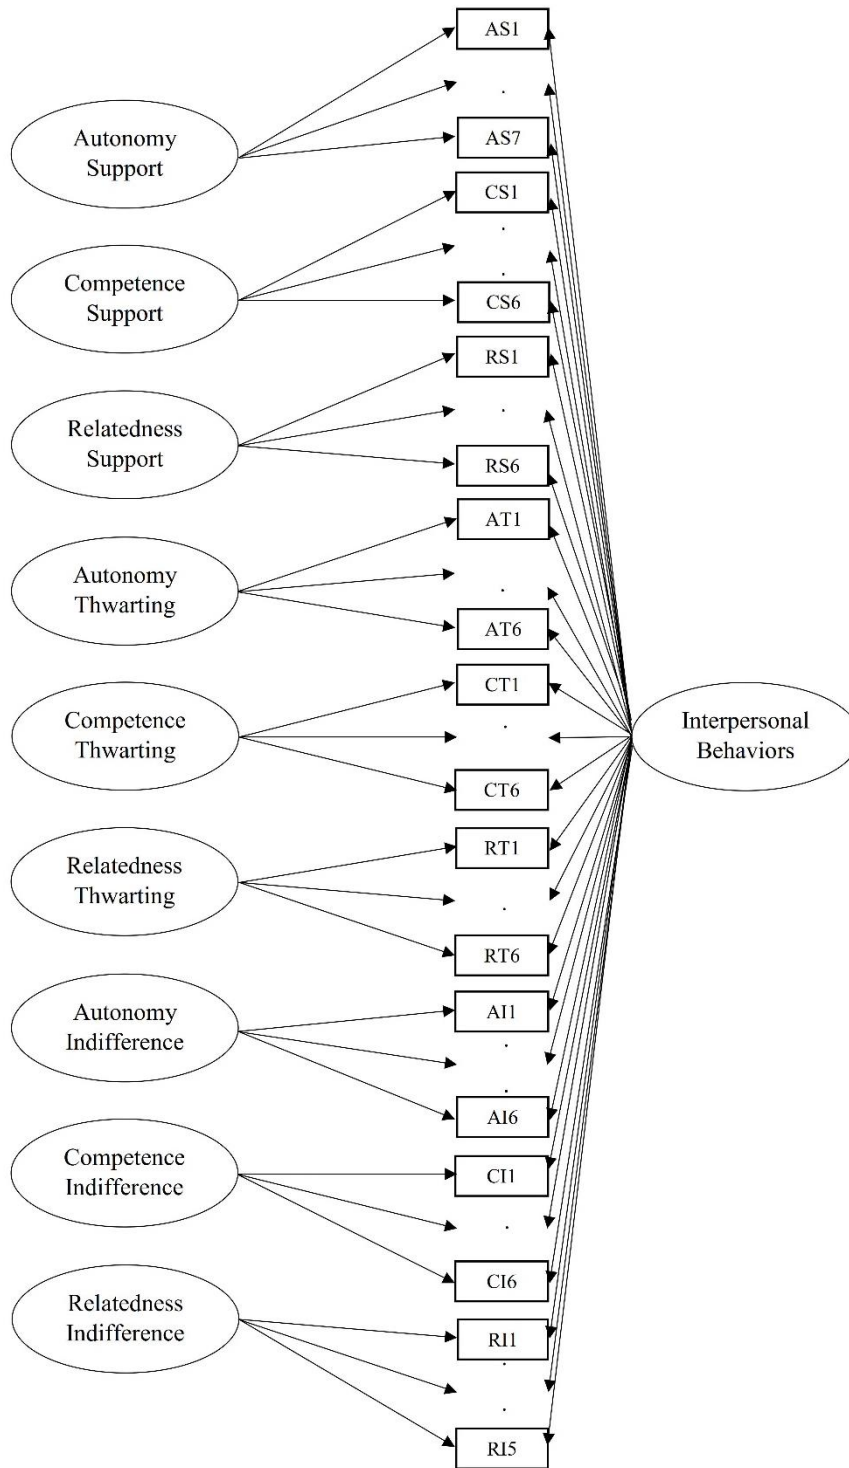 AS1
AS7
Autonomy
Support
CS1
CS6
Competence
Support
RS1
RS6
Relatedness
Support
AT1
AT6
Autonomy
Thwarting
CT1
CT6
Competence
Thwarting
Interpersonal
Behaviors
RT1
RT6
Relatedness
Thwarting
AI1
AI6
Autonomy
Indifference
CI1
CI6
Competence
Indifference
RI1
RI5
Relatedness
Indifference